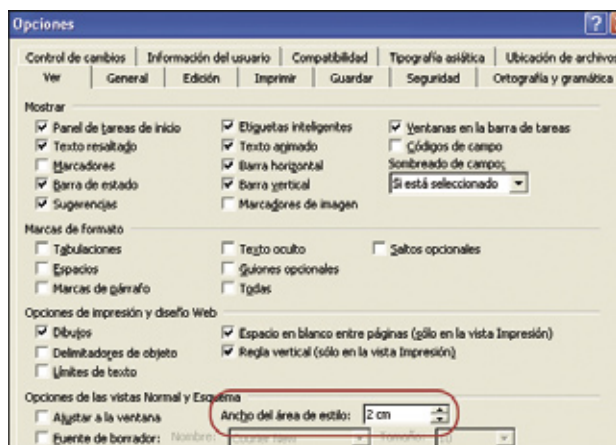 Opciones
Control de cambios Información del usuario Compatibilidad Tipografía asiática Ubicación de archivos
Ver General Edición Imprimir Guardar Seguridad Ortografía y gramática
Mostrar
Panel de tareas de inicio Etiquetas inteligentes Ventanas en la barra de tareas
Texto resaltado Texto animado Códigos de campo
Marcadores Barra horizontal Sombreado de campo:
Barra de estado Barra vertical Si está seleccionado
Sugerencias Marcadores de imagen
Marcas de formato
Tabulaciones Texto oculto Saltos opcionales
Espacios Guiones opcionales
Marcas de párrafo Todas
Opciones de impresión y diseño Web
Dibujos Espacio en blanco entre páginas (sólo en la vista Impresión)
Delimitadores de objeto Regla vertical (sólo en la vista Impresión)
Límites de texto
Opciones de las vistas Normal y Esquema
Ajustar a la ventana Ancho del área de estilo: 2 cm
Fuente de borrador: Nombre: Courier New Tamaño: 10